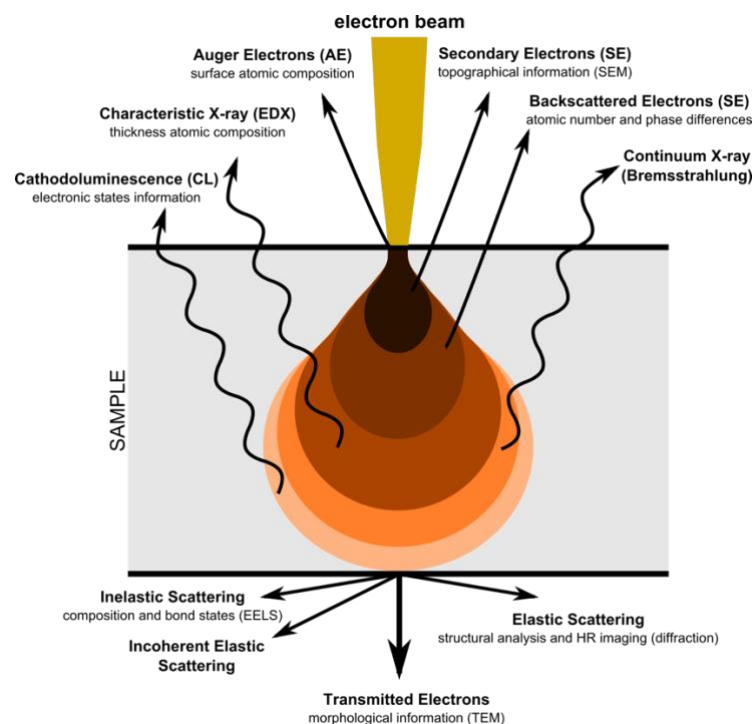 electron beam
Auger Electrons (AE)
surface atomic composition
Secondary Electrons (SE)
topographical information (SEM)
Characteristic X-ray (EDX)
thickness atomic composition
Backscattered Electrons (SE)
atomic number and phase differences
Cathodoluminescence (CL)
electronic states information
Continuum X-ray
(Bremsstrahlung)
SAMPLE
Inelastic Scattering
composition and bond states (EELS)
Incoherent Elastic
Scattering
Elastic Scattering
structural analysis and HR imaging (diffraction)
Transmitted Electrons
morphological information (TEM)